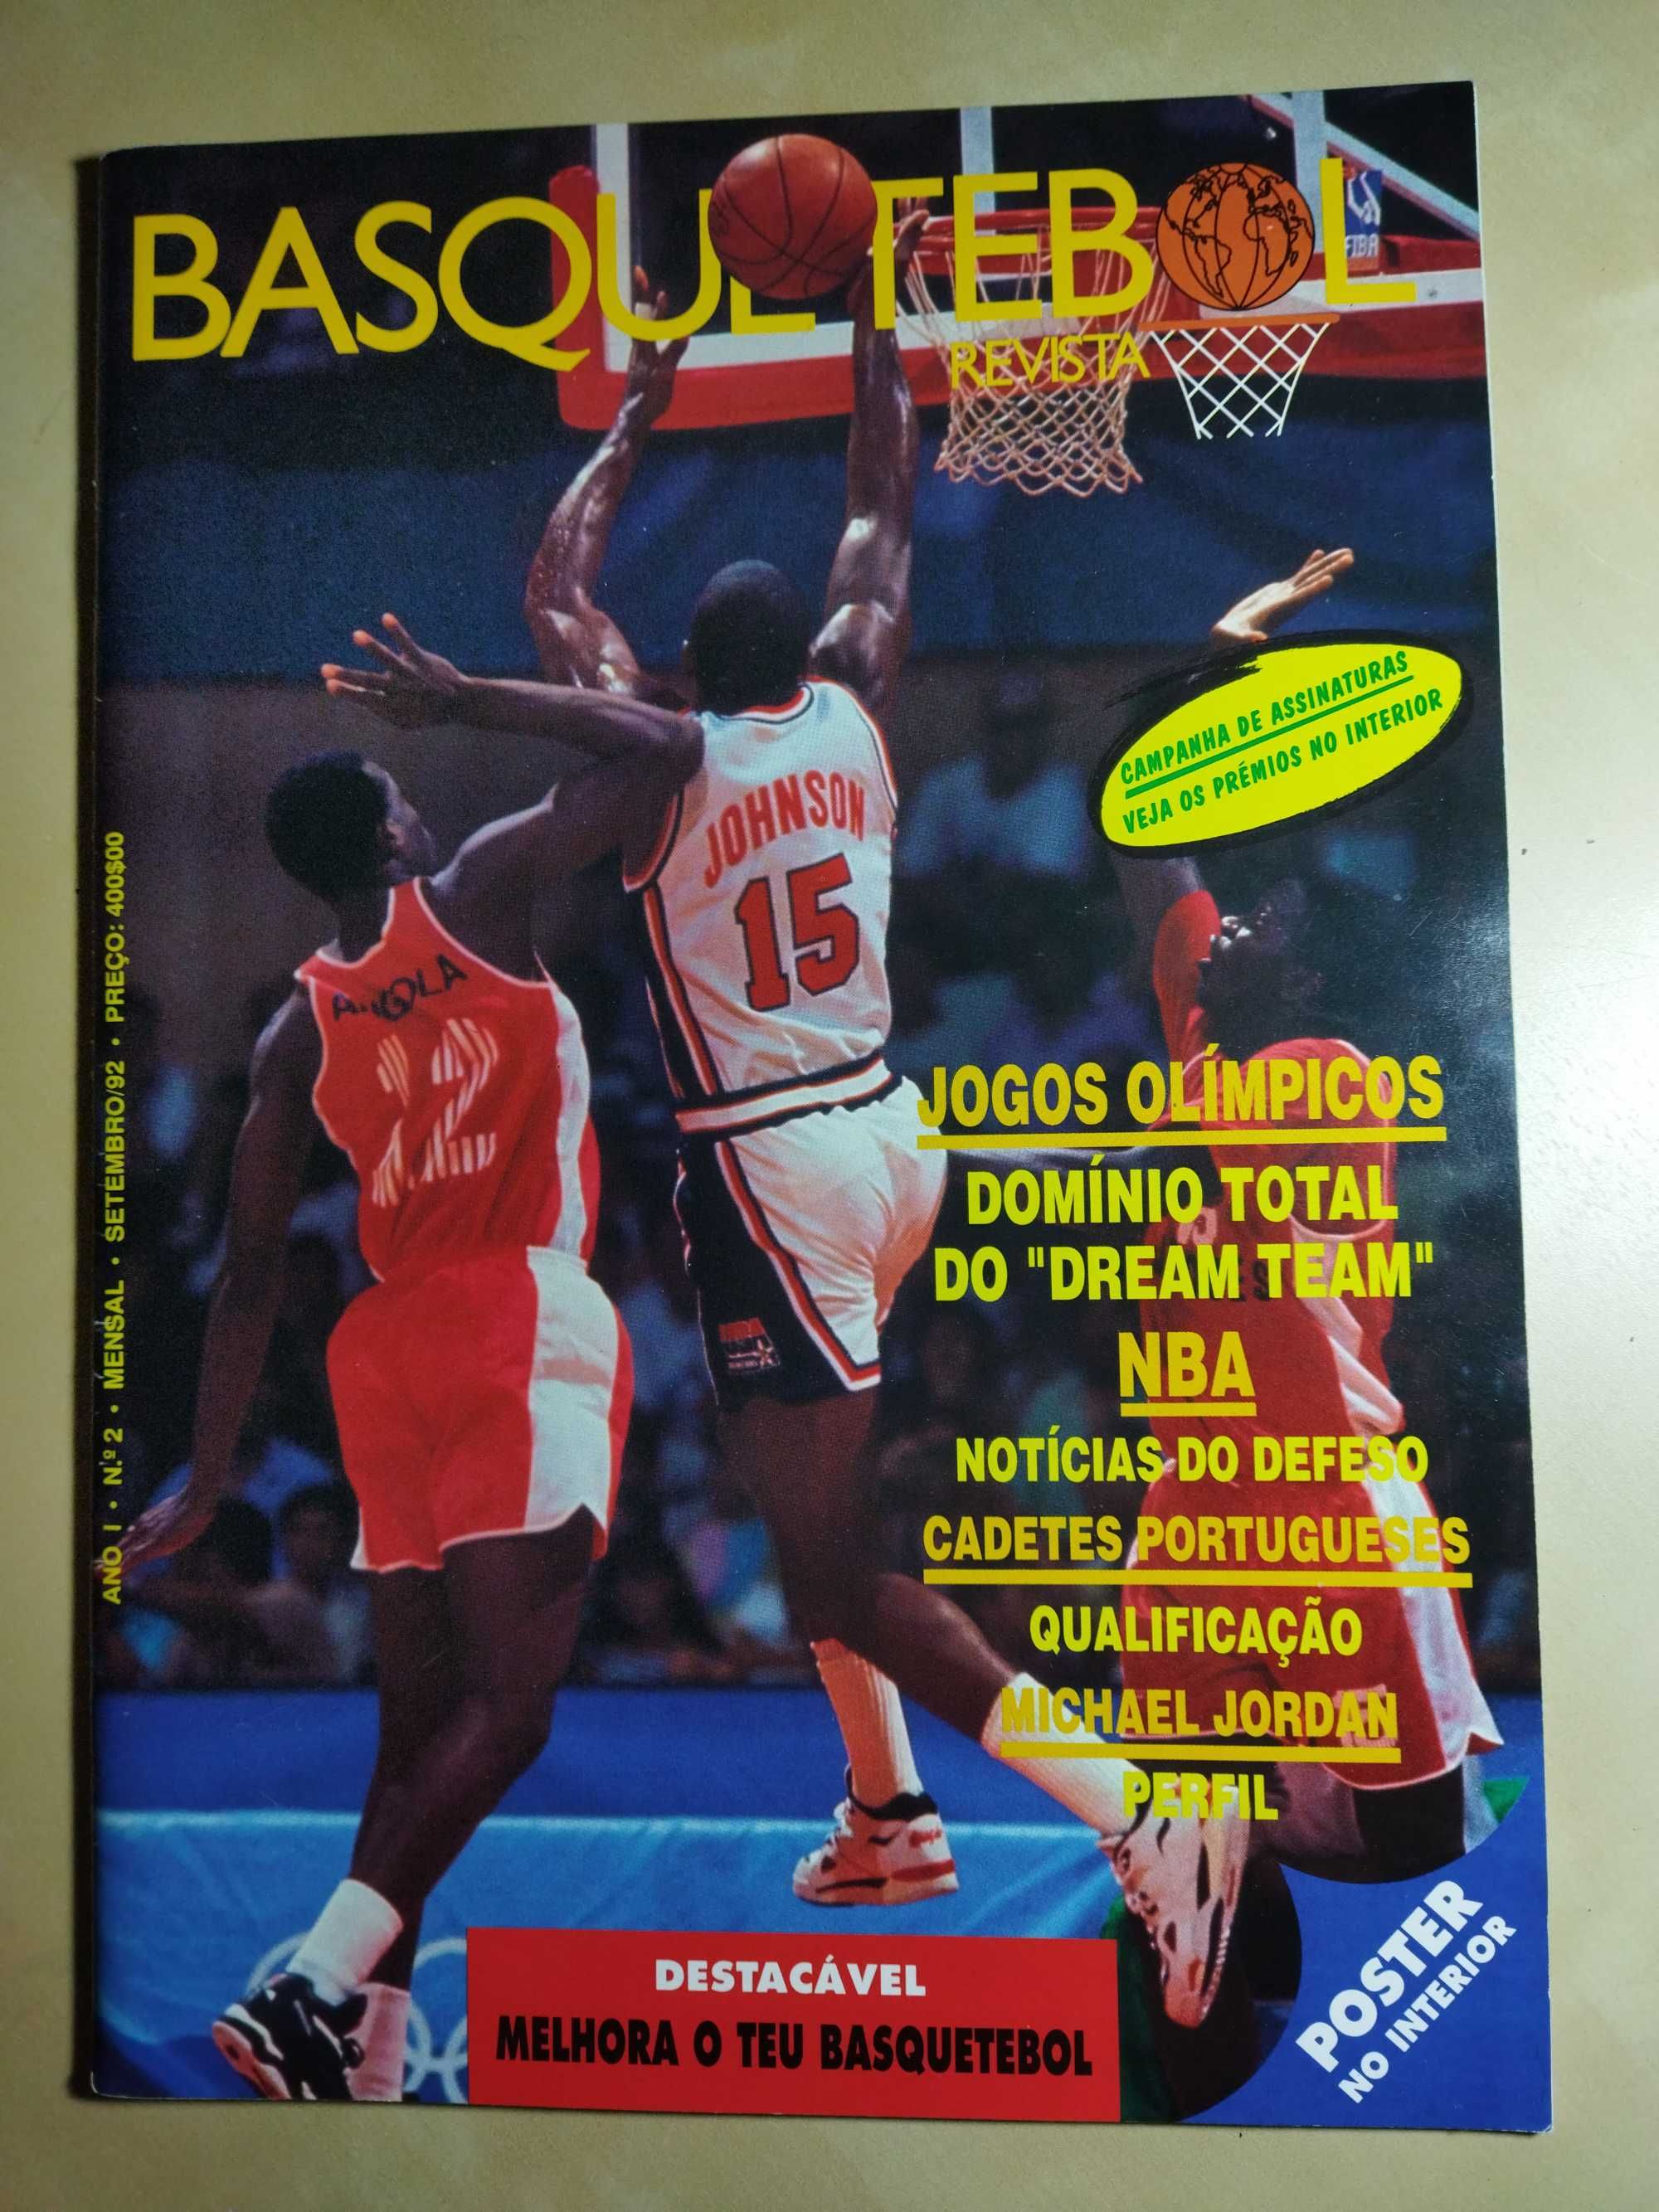 BASQUETEBOL
REVISTA
FIBA
CAMPANHA DE ASSINATURAS
VEJA OS PRÉMIOS NO INTERIOR
JOHNSON
15
ANGOLA
12
ANO I • N.º 2 • MENSAL • SETEMBRO/92 • PREÇO: 400$00
JOGOS OLÍMPICOS
DOMÍNIO TOTAL
DO "DREAM TEAM"
NBA
NOTÍCIAS DO DEFESO
CADETES PORTUGUESES
QUALIFICAÇÃO
MICHAEL JORDAN
PERFIL
DESTACÁVEL
MELHORA O TEU BASQUETEBOL
POSTER
NO INTERIOR